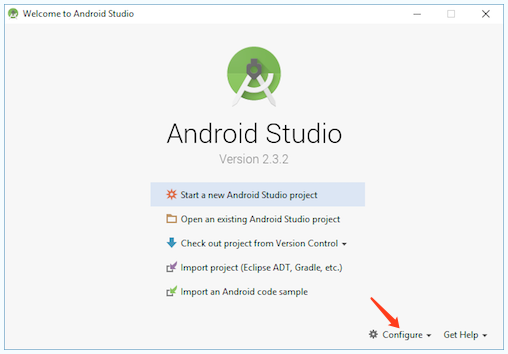 Welcome to Android Studio
Android Studio
Version 2.3.2
Start a new Android Studio project
Open an existing Android Studio project
Check out project from Version Control
Import project (Eclipse ADT, Gradle, etc.)
Import an Android code sample
Configure Get Help